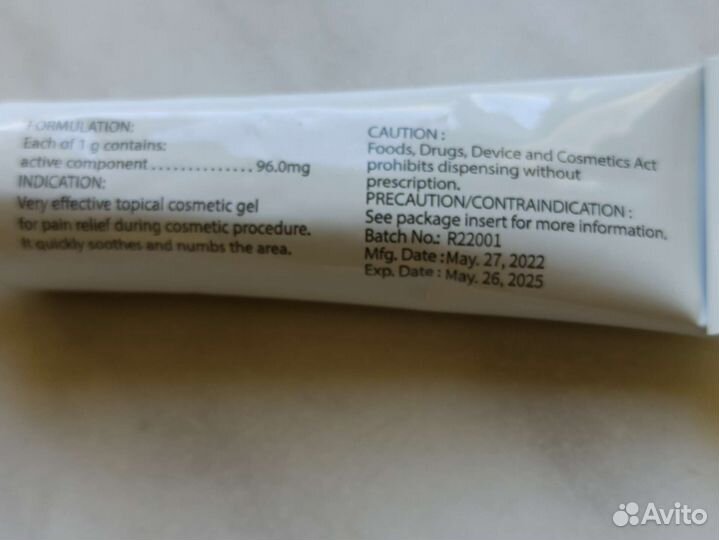 FORMULATION:
Each of 1 g contains:
active component ............... 96.0mg
INDICATION:
Very effective topical cosmetic gel
for pain relief during cosmetic procedure.
It quickly soothes and numbs the area.
CAUTION :
Foods, Drugs, Device and Cosmetics Act
prohibits dispensing without
prescription.
PRECAUTION/CONTRAINDICATION :
See package insert for more information.
Batch No.: R22001
Mfg. Date :May. 27, 2022
Exp. Date: May. 26, 2025
Avito